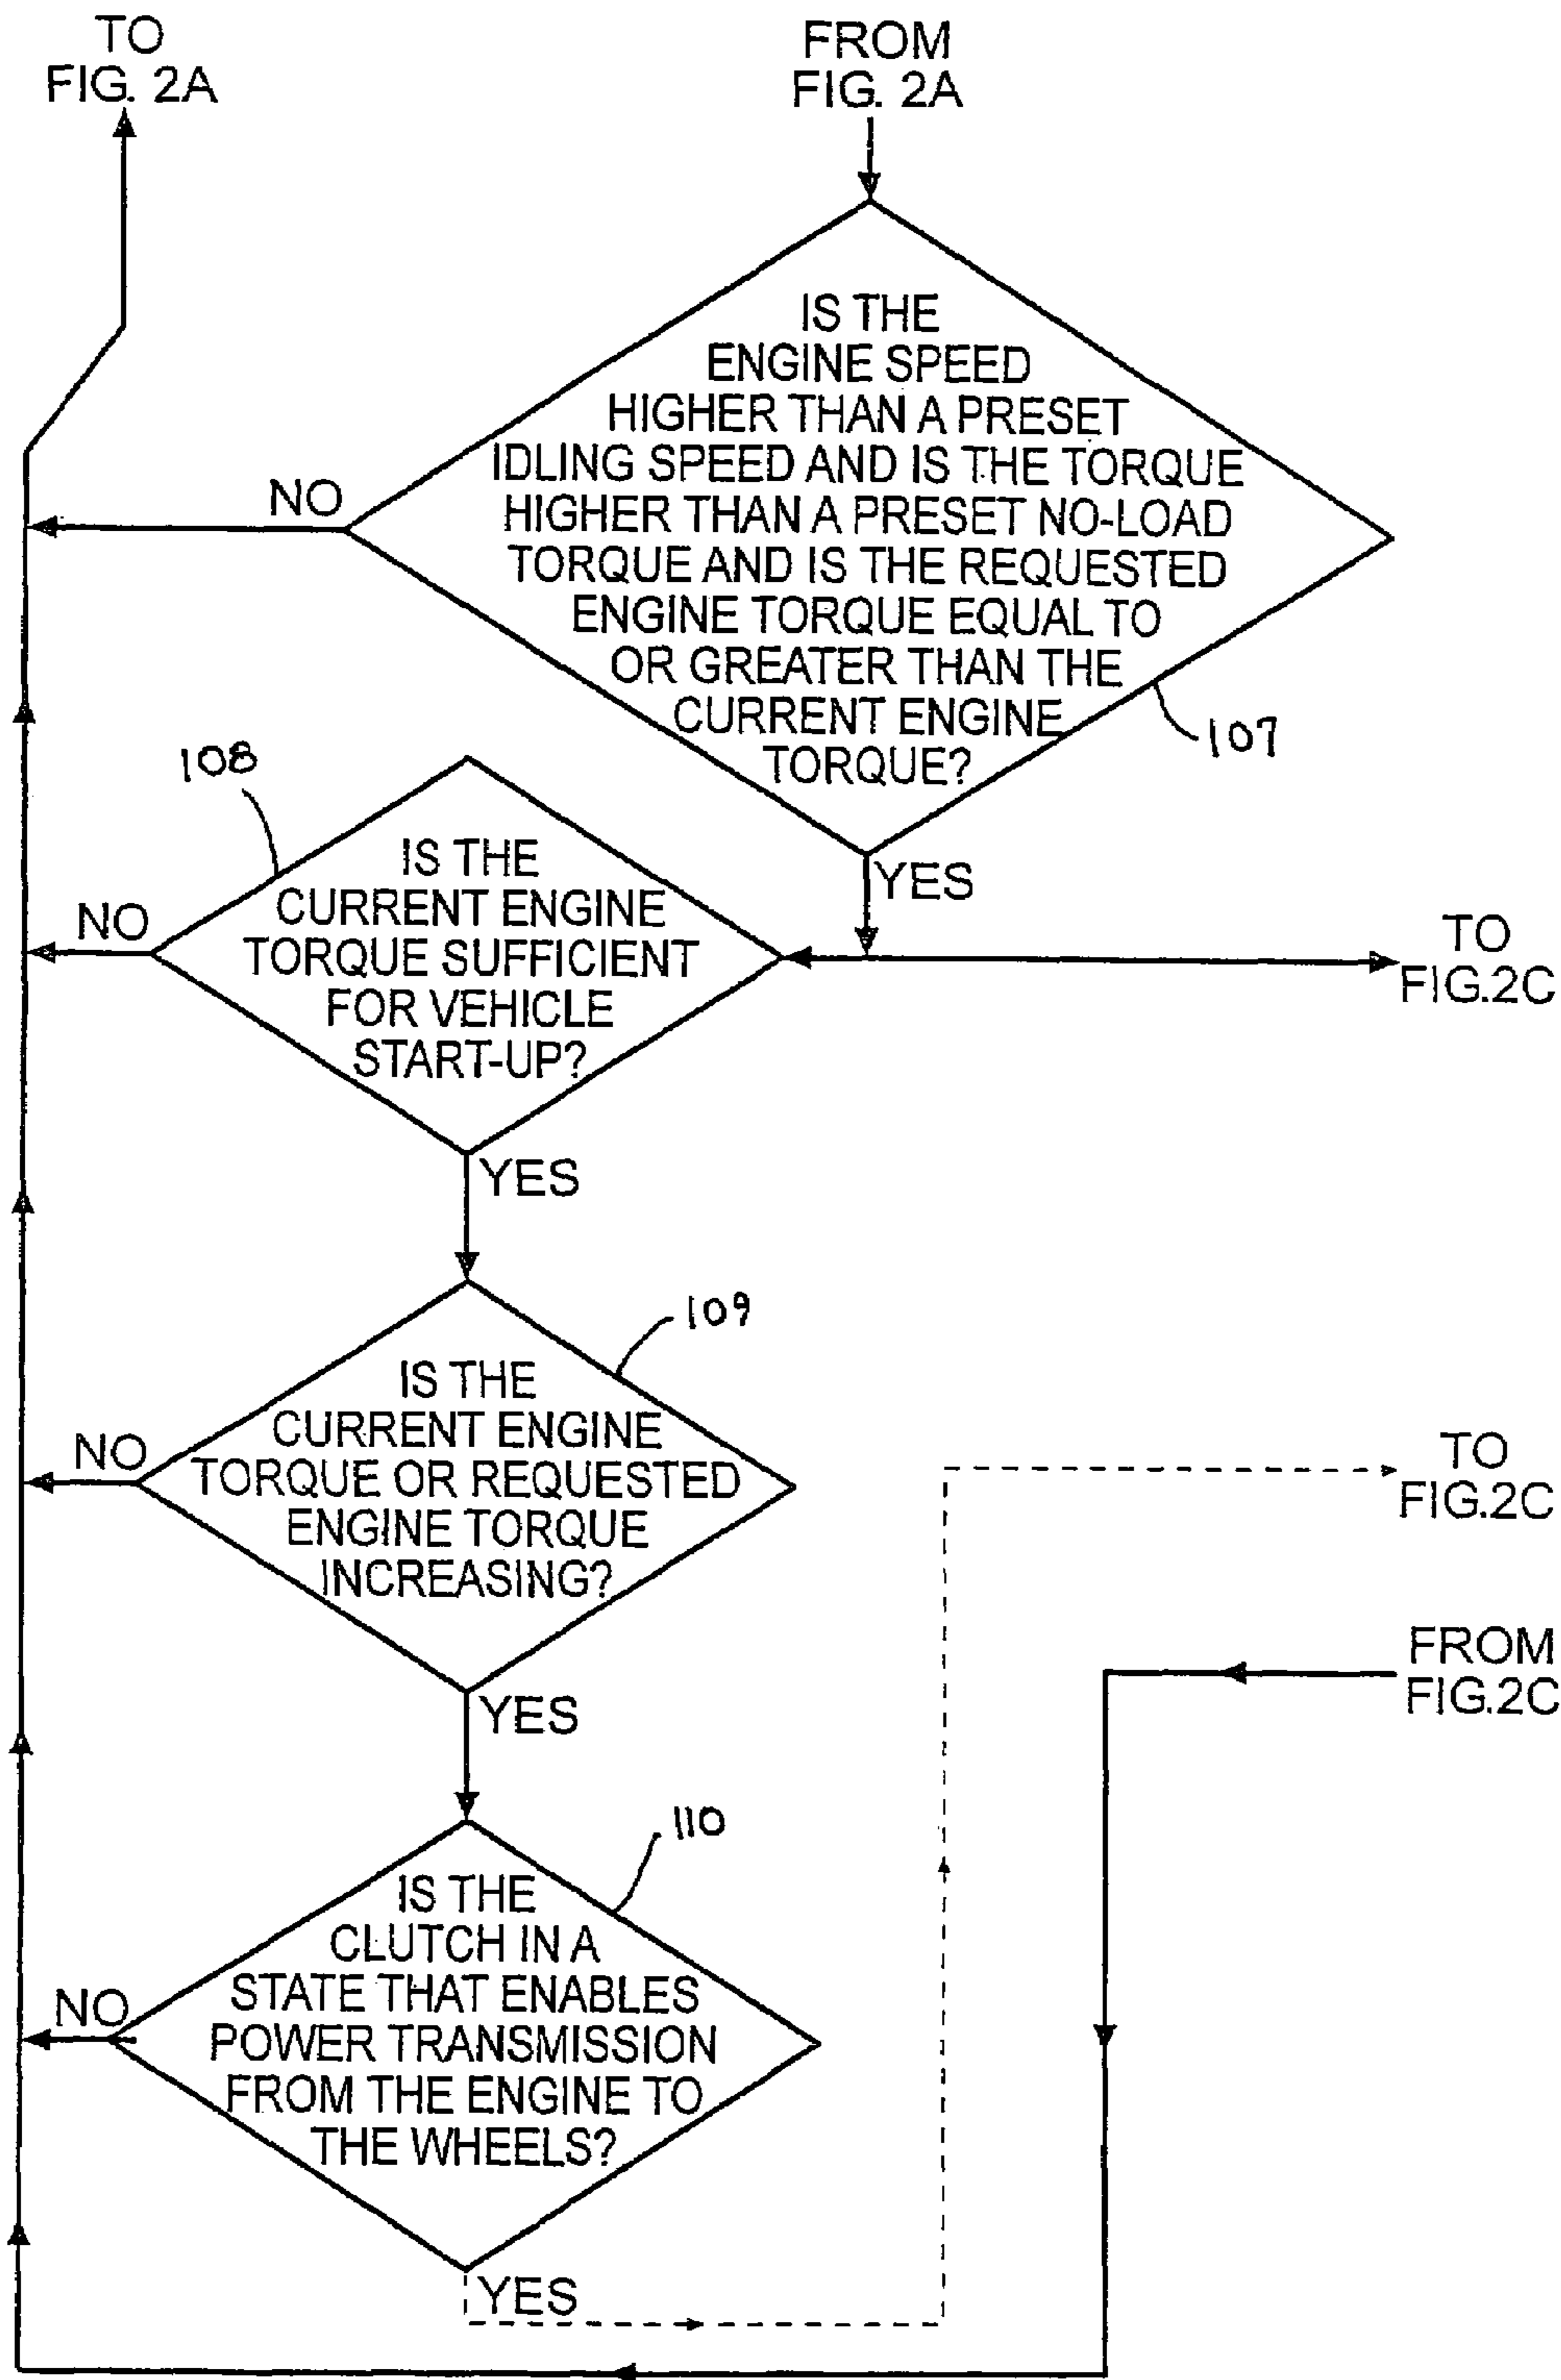 TO
FIG. 2A
FROM
FIG. 2A
IS THE
ENGINE SPEED
HIGHER THAN A PRESET
IDLING SPEED AND IS THE TORQUE
HIGHER THAN A PRESET NO-LOAD
TORQUE AND IS THE REQUESTED
ENGINE TORQUE EQUAL TO
OR GREATER THAN THE
CURRENT ENGINE
TORQUE?
NO
107
YES
108
IS THE
CURRENT ENGINE
TORQUE SUFFICIENT
FOR VEHICLE
START-UP?
NO
TO
FIG.2C
YES
109
IS THE
CURRENT ENGINE
TORQUE OR REQUESTED
ENGINE TORQUE
INCREASING?
NO
TO
FIG.2C
FROM
FIG.2C
YES
110
IS THE
CLUTCH IN A
STATE THAT ENABLES
POWER TRANSMISSION
FROM THE ENGINE TO
THE WHEELS?
NO
YES